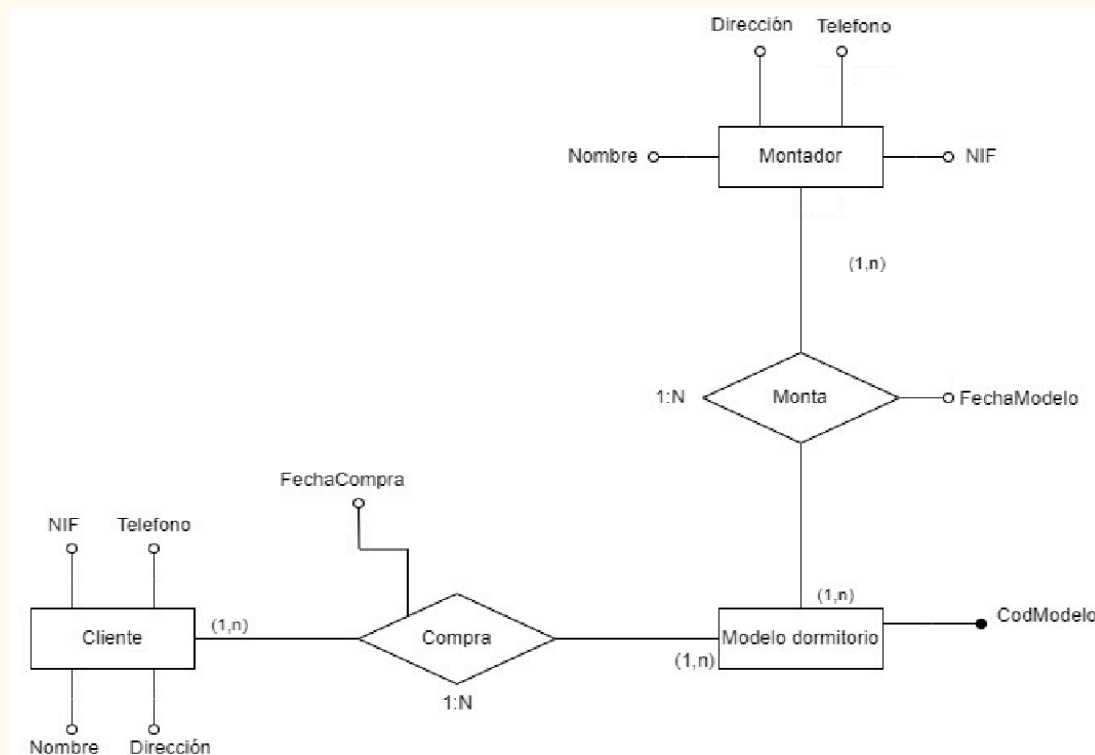 Dirección
Telefono
Nombre
Montador
NIF
(1,n)
1:N
Monta
FechaModelo
FechaCompra
NIF
Telefono
(1,n)
CodModelo
Cliente
(1,n)
Compra
Modelo dormitorio
(1,n)
1:N
Nombre
Dirección